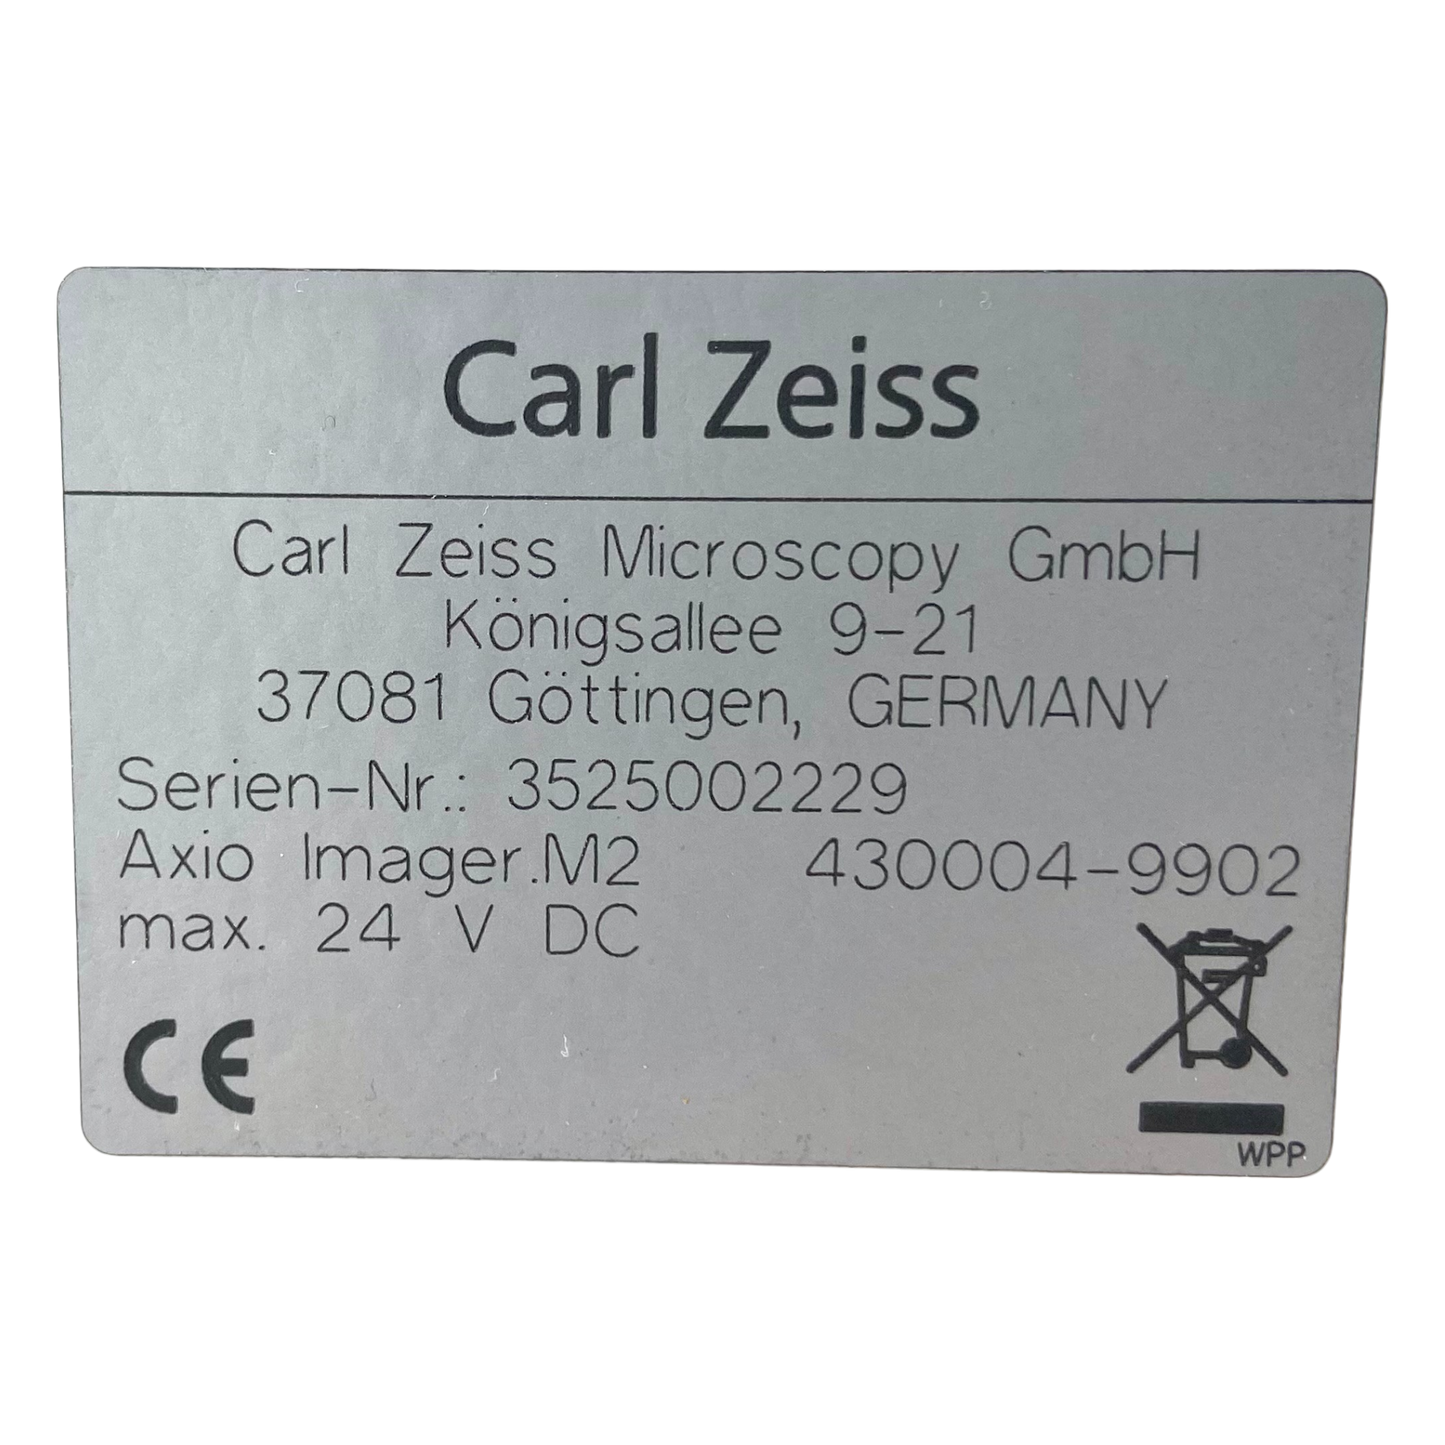 Carl Zeiss
Carl Zeiss Microscopy GmbH
Königsallee 9-21
37081 Göttingen, GERMANY
Serien-Nr.: 3525002229
Axio Imager.M2 430004-9902
max. 24 V DC
CE
WPP